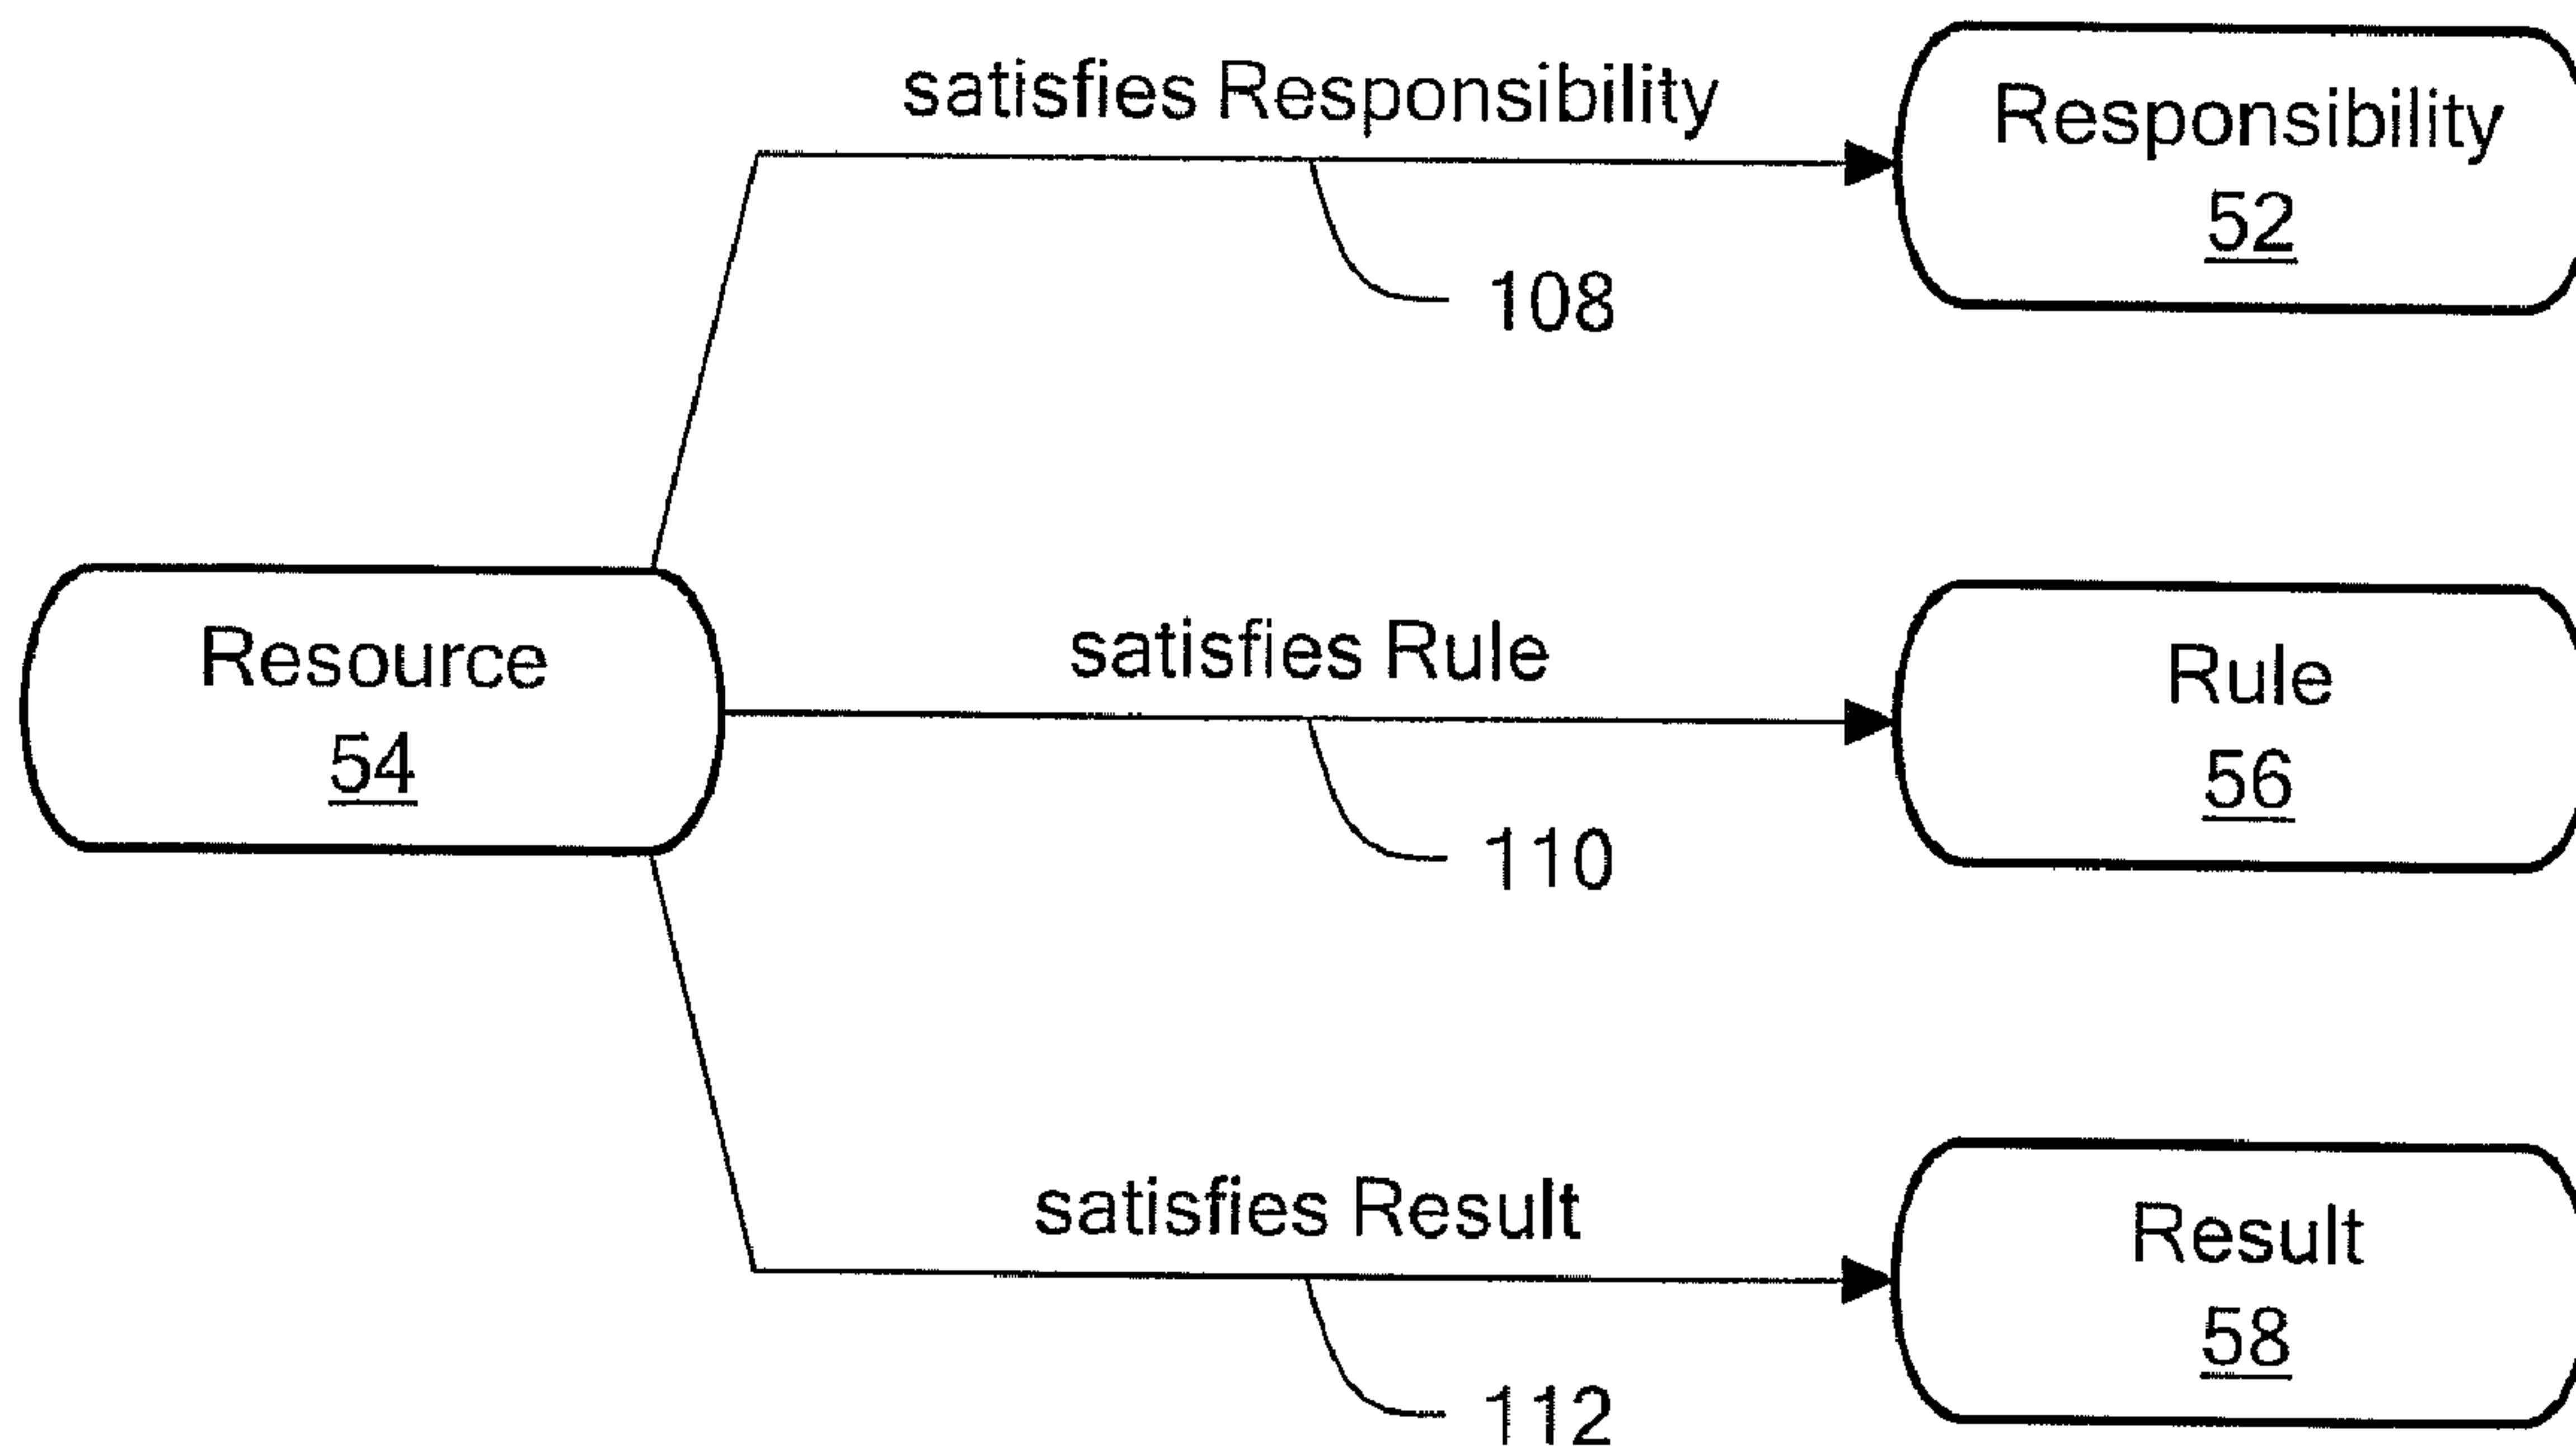 satisfies Responsibility
Responsibility
52
108
Resource
54
satisfies Rule
Rule
56
110
satisfies Result
Result
58
112